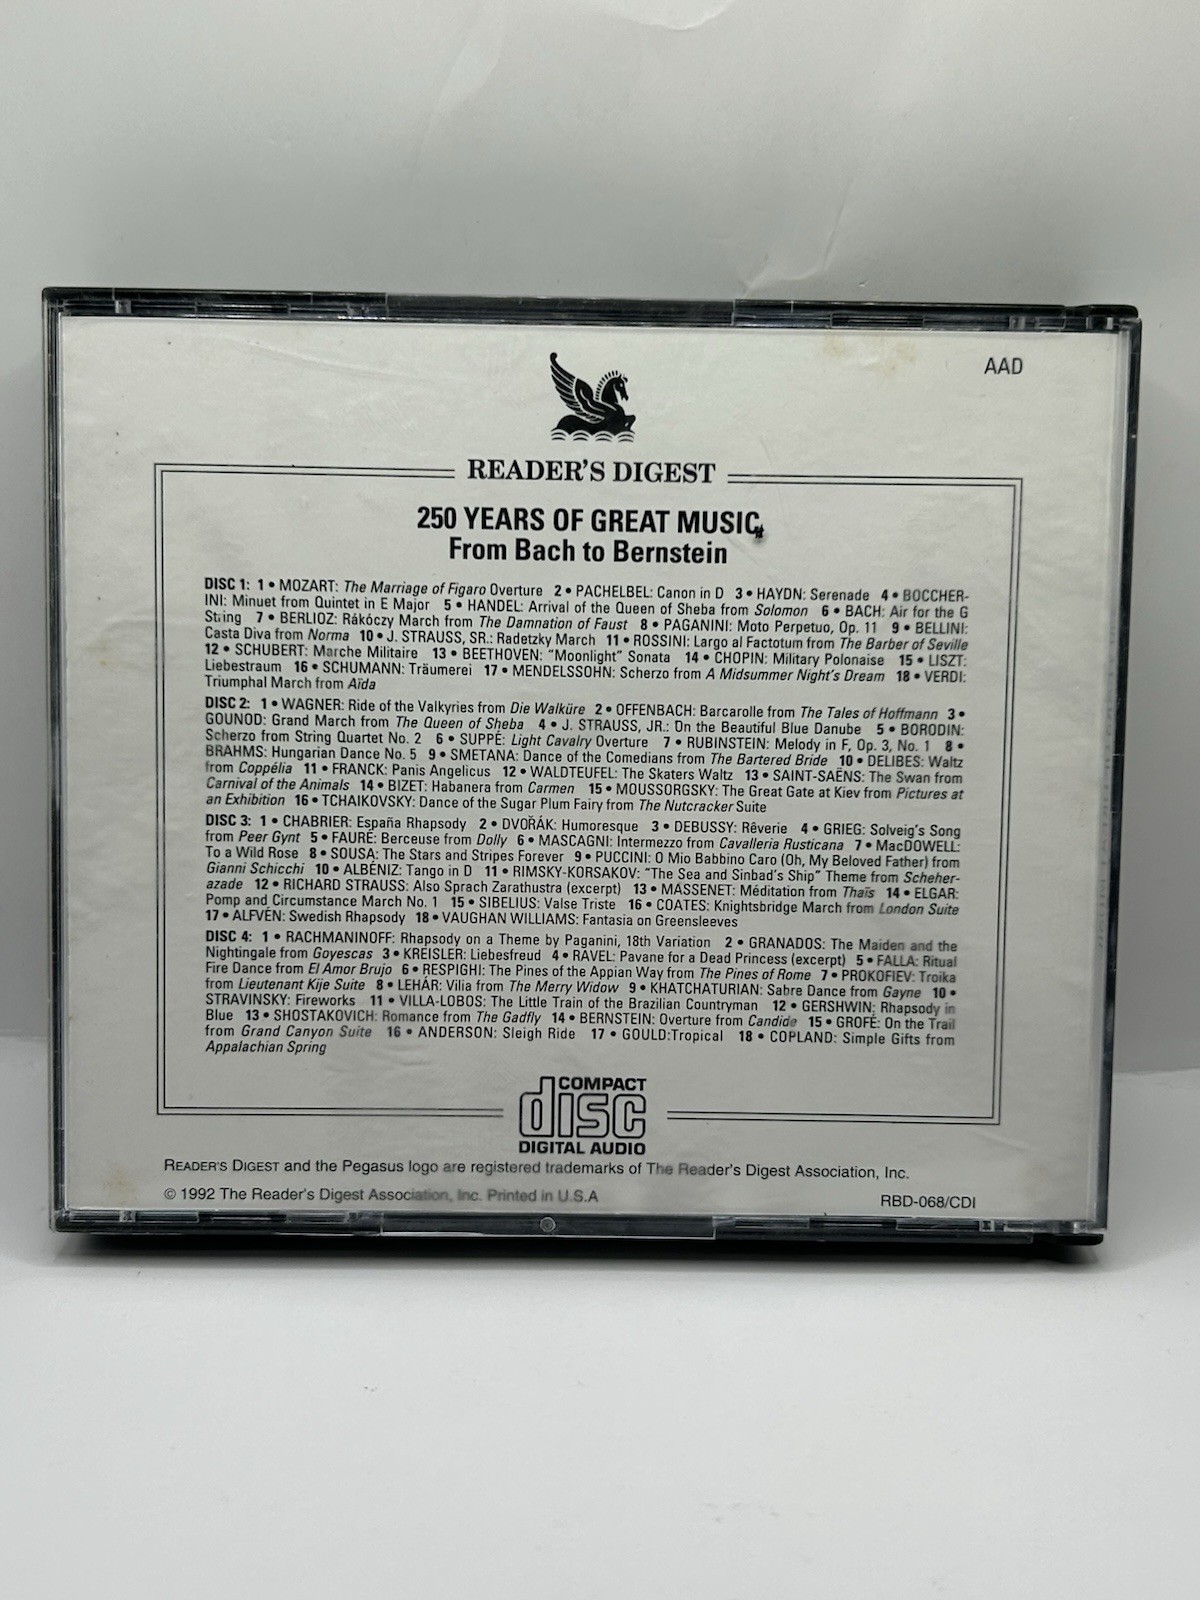 AAD
READER'S DIGEST
250 YEARS OF GREAT MUSIC
From Bach to Bernstein
DISC 1: 1 • MOZART: The Marriage of Figaro Overture 2 • PACHELBEL: Canon in D 3 • HAYDN: Serenade 4 • BOCCHER-
INI: Minuet from Quintet in E Major 5 • HANDEL: Arrival of the Queen of Sheba from Solomon 6 • BACH: Air for the G
String 7 • BERLIOZ: Rákóczy March from The Damnation of Faust 8 • PAGANINI: Moto Perpetuo, Op. 11 9 • BELLINI:
Casta Diva from Norma 10 • J. STRAUSS, SR.: Radetzky March 11 • ROSSINI: Largo al Factotum from The Barber of Seville
12 • SCHUBERT: Marche Militaire 13 • BEETHOVEN: "Moonlight" Sonata 14 • CHOPIN: Military Polonaise 15 • LISZT:
Liebestraum 16 • SCHUMANN: Träumerei 17 • MENDELSSOHN: Scherzo from A Midsummer Night's Dream 18 • VERDI:
Triumphal March from Aïda
DISC 2: 1 • WAGNER: Ride of the Valkyries from Die Walküre 2 • OFFENBACH: Barcarolle from The Tales of Hoffmann 3 •
GOUNOD: Grand March from The Queen of Sheba 4 • J. STRAUSS, JR.: On the Beautiful Blue Danube 5 • BORODIN:
Scherzo from String Quartet No. 2 6 • SUPPÉ: Light Cavalry Overture 7 • RUBINSTEIN: Melody in F, Op. 3, No. 1 8 •
BRAHMS: Hungarian Dance No. 5 9 • SMETANA: Dance of the Comedians from The Bartered Bride 10 • DELIBES: Waltz
from Coppélia 11 • FRANCK: Panis Angelicus 12 • WALDTEUFEL: The Skaters Waltz 13 • SAINT-SAËNS: The Swan from
Carnival of the Animals 14 • BIZET: Habanera from Carmen 15 • MOUSSORGSKY: The Great Gate at Kiev from Pictures at
an Exhibition 16 • TCHAIKOVSKY: Dance of the Sugar Plum Fairy from The Nutcracker Suite
DISC 3: 1 • CHABRIER: España Rhapsody 2 • DVOŘÁK: Humoresque 3 • DEBUSSY: Rêverie 4 • GRIEG: Solveig's Song
from Peer Gynt 5 • FAURÉ: Berceuse from Dolly 6 • MASCAGNI: Intermezzo from Cavalleria Rusticana 7 • MacDOWELL:
To a Wild Rose 8 • SOUSA: The Stars and Stripes Forever 9 • PUCCINI: O Mio Babbino Caro (Oh, My Beloved Father) from
Gianni Schicchi 10 • ALBÉNIZ: Tango in D 11 • RIMSKY-KORSAKOV: "The Sea and Sinbad's Ship" Theme from Scheher-
azade 12 • RICHARD STRAUSS: Also Sprach Zarathustra (excerpt) 13 • MASSENET: Méditation from Thaïs 14 • ELGAR:
Pomp and Circumstance March No. 1 15 • SIBELIUS: Valse Triste 16 • COATES: Knightsbridge March from London Suite
17 • ALFVÉN: Swedish Rhapsody 18 • VAUGHAN WILLIAMS: Fantasia on Greensleeves
DISC 4: 1 • RACHMANINOFF: Rhapsody on a Theme by Paganini, 18th Variation 2 • GRANADOS: The Maiden and the
Nightingale from Goyescas 3 • KREISLER: Liebesfreud 4 • RAVEL: Pavane for a Dead Princess (excerpt) 5 • FALLA: Ritual
Fire Dance from El Amor Brujo 6 • RESPIGHI: The Pines of the Appian Way from The Pines of Rome 7 • PROKOFIEV: Troika
from Lieutenant Kije Suite 8 • LEHÁR: Vilia from The Merry Widow 9 • KHATCHATURIAN: Sabre Dance from Gayne 10 •
STRAVINSKY: Fireworks 11 • VILLA-LOBOS: The Little Train of the Brazilian Countryman 12 • GERSHWIN: Rhapsody in
Blue 13 • SHOSTAKOVICH: Romance from The Gadfly 14 • BERNSTEIN: Overture from Candide 15 • GROFÉ: On the Trail
from Grand Canyon Suite 16 • ANDERSON: Sleigh Ride 17 • GOULD:Tropical 18 • COPLAND: Simple Gifts from
Appalachian Spring
COMPACT
disc
DIGITAL AUDIO
READER'S DIGEST and the Pegasus logo are registered trademarks of The Reader's Digest Association, Inc.
© 1992 The Reader's Digest Association, Inc. Printed in U.S.A
RBD-068/CDI